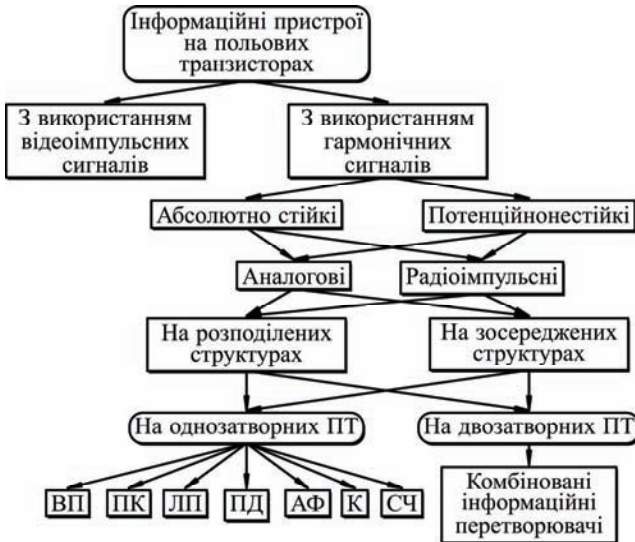 Інформаційні пристрої
на польових
транзисторах
З використанням
відеоімпульсних
сигналів
З використанням
гармонічних
сигналів
Абсолютно стійкі
Потенційнонестійкі
Аналогові
Радіоімпульсні
На розподілених
структурах
На зосереджених
структурах
На однозатворних ПТ
На двозатворних ПТ
ВП
ПК
ЛП
ПД
АФ
К
СЧ
Комбіновані
інформаційні
перетворювачі